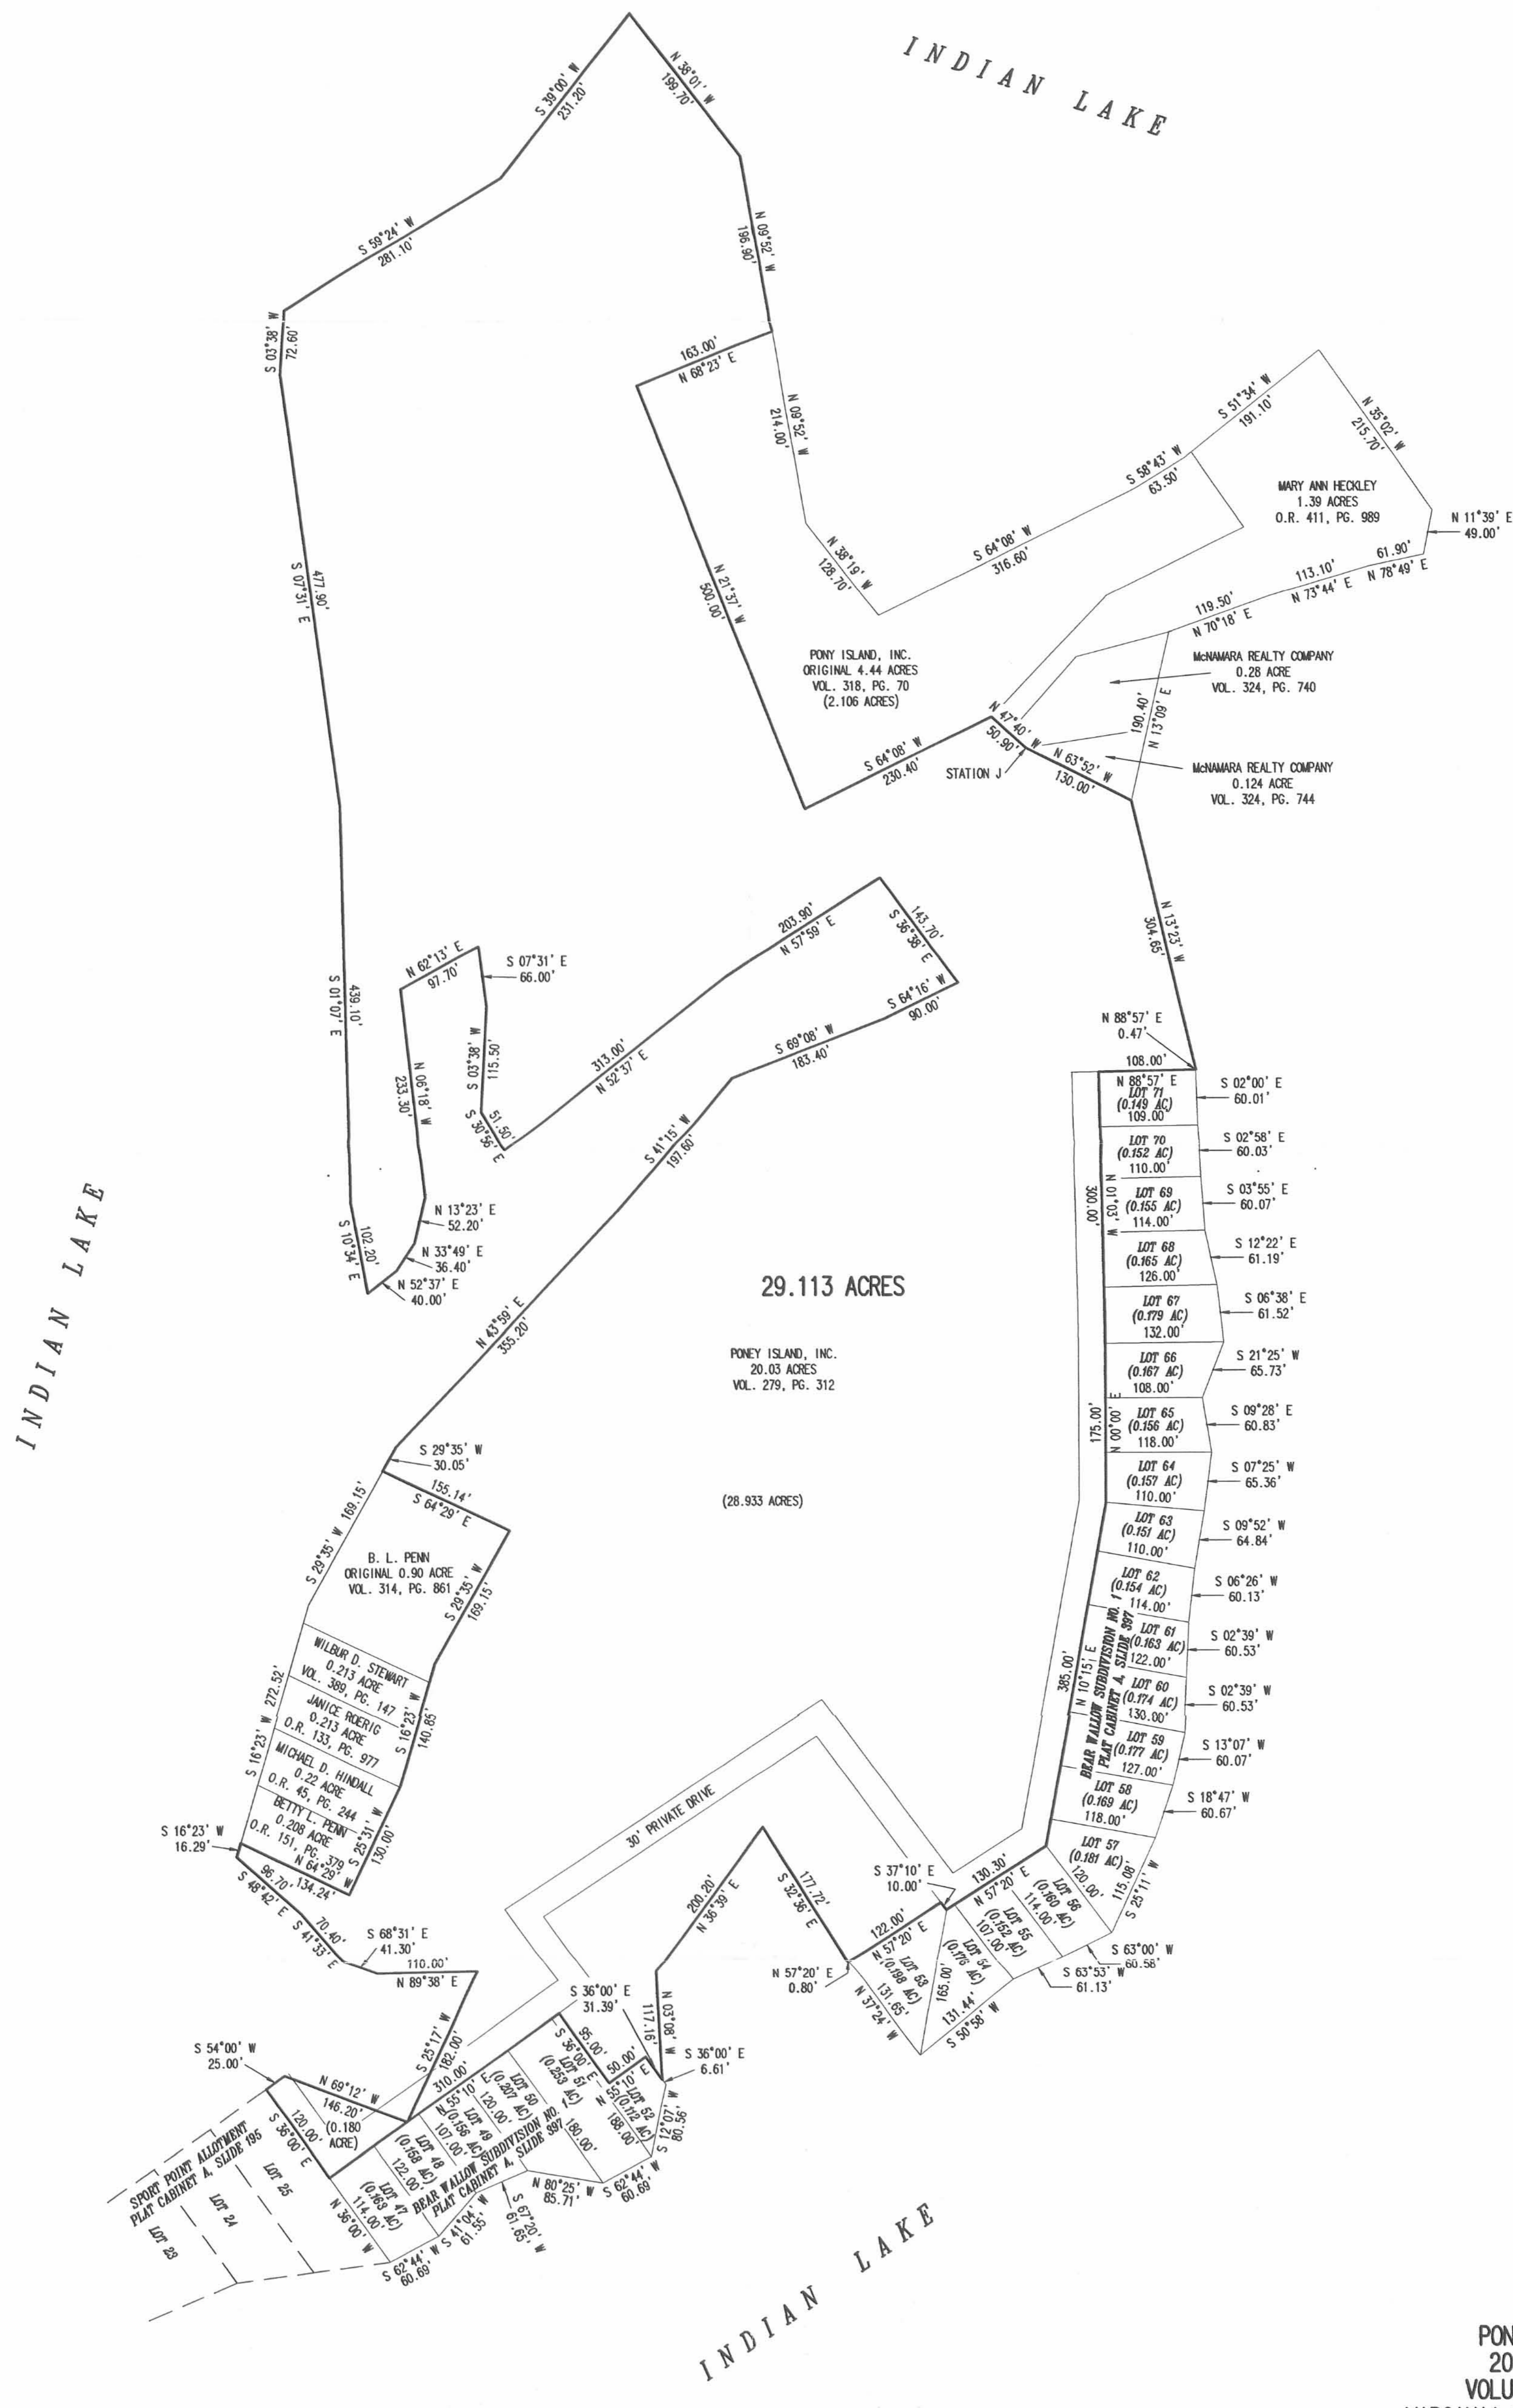 INDIAN LAKE
S 39°00' W
231.20'
N 38°01' W
199.70'
S 59°24' W
281.10'
N 09°52' W
196.90'
S 03°38' W
72.60'
163.00'
N 68°23' E
N 09°52' W
214.00'
S 51°34' W
191.10'
N 35°02' W
215.70'
S 58°43' W
63.50'
MARY ANN HECKLEY
1.39 ACRES
O.R. 411, PG. 989
N 11°39' E
49.00'
S 64°08' W
316.60'
N 38°19' W
128.70'
61.90'
N 78°49' E
113.10'
N 73°44' E
119.50'
N 70°18' E
477.90'
S 07°31' E
N 21°37' W
500.00'
PONY ISLAND, INC.
ORIGINAL 4.44 ACRES
VOL. 318, PG. 70
(2.106 ACRES)
McNAMARA REALTY COMPANY
0.28 ACRE
VOL. 324, PG. 740
190.40'
N 13°09' E
N 47°40' W
50.90'
S 64°08' W
230.40'
STATION J
N 63°52' W
130.00'
McNAMARA REALTY COMPANY
0.124 ACRE
VOL. 324, PG. 744
N 13°23' W
304.65'
203.90'
N 57°59' E
143.70'
S 36°38' E
N 62°13' E
97.70'
S 07°31' E
66.00'
S 64°16' W
90.00'
439.10'
S 01°07' E
N 06°18' W
233.30'
S 03°38' W
115.50'
313.00'
N 52°37' E
S 69°08' W
183.40'
51.50'
S 30°56' E
S 41°15' W
197.60'
N 88°57' E
0.47'
108.00'
N 88°57' E
LOT 71
(0.149 AC)
109.00'
S 02°00' E
60.01'
LOT 70
(0.152 AC)
110.00'
S 02°58' E
60.03'
300.00'
N 01°03' W
LOT 69
(0.155 AC)
114.00'
S 03°55' E
60.07'
LOT 68
(0.165 AC)
126.00'
S 12°22' E
61.19'
LOT 67
(0.179 AC)
132.00'
S 06°38' E
61.52'
LOT 66
(0.167 AC)
108.00'
S 21°25' W
65.73'
175.00'
N 00°00' E
LOT 65
(0.156 AC)
118.00'
S 09°28' E
60.83'
LOT 64
(0.157 AC)
110.00'
S 07°25' W
65.36'
LOT 63
(0.151 AC)
110.00'
S 09°52' W
64.84'
LOT 62
(0.154 AC)
114.00'
S 06°26' W
60.13'
LOT 61
(0.163 AC)
122.00'
S 02°39' W
60.53'
LOT 60
(0.174 AC)
130.00'
S 02°39' W
60.53'
LOT 59
(0.177 AC)
127.00'
S 13°07' W
60.07'
LOT 58
(0.169 AC)
118.00'
S 18°47' W
60.67'
LOT 57
(0.181 AC)
120.00'
115.08'
S 25°11' W
385.00'
N 10°15' E
BEAR WALLOW SUBDIVISION NO. 1
PLAT CABINET A, SLIDE 397
N 13°23' E
52.20'
N 33°49' E
36.40'
N 52°37' E
40.00'
102.20'
S 10°34' E
INDIAN LAKE
29.113 ACRES
PONEY ISLAND, INC.
20.03 ACRES
VOL. 279, PG. 312
(28.933 ACRES)
N 43°59' E
355.20'
S 29°35' W
30.05'
155.14'
S 64°29' E
S 29°35' W 169.15'
B. L. PENN
ORIGINAL 0.90 ACRE
VOL. 314, PG. 861
S 29°35' W
169.15'
WILBUR D. STEWART
0.213 ACRE
VOL. 389, PG. 147
JANICE ROERIG
0.213 ACRE
O.R. 133, PG. 977
MICHAEL D. HINDALL
0.22 ACRE
O.R. 45, PG. 244
BETTY L. PENN
0.208 ACRE
O.R. 151, PG. 379
N 64°29' W
134.24'
S 16°23' W 272.52'
S 16°23' W
140.85'
S 25°31' W
130.00'
S 16°23' W
16.29'
96.70'
S 48°42' E
70.40'
S 41°33' E
S 68°31' E
41.30'
110.00'
N 89°38' E
S 25°17' W
182.00'
30' PRIVATE DRIVE
200.20'
N 36°39' E
177.72'
S 32°36' E
S 37°10' E
10.00'
130.30'
N 57°20' E
122.00'
N 57°20' E
N 57°20' E
0.80'
LOT 56
(0.160 AC)
114.00'
LOT 55
(0.152 AC)
107.00'
LOT 54
(0.176 AC)
165.00'
LOT 53
(0.198 AC)
131.65'
N 37°24' W
131.44'
S 50°58' W
S 63°53' W
61.13'
S 63°00' W
60.58'
N 03°08' W
117.16'
S 36°00' E
31.39'
S 36°00' E
6.61'
95.00'
S 36°00' E
50.00'
N 55°10' E
310.00'
N 55°10' E
LOT 52
(0.112 AC)
188.00'
S 12°07' W
80.56'
LOT 51
(0.253 AC)
180.00'
LOT 50
(0.207 AC)
120.00'
LOT 49
(0.156 AC)
107.00'
LOT 48
(0.158 AC)
122.00'
LOT 47
(0.163 AC)
114.00'
N 36°00' W
BEAR WALLOW SUBDIVISION NO. 1
PLAT CABINET A, SLIDE 397
S 62°44' W
60.69'
N 80°25' W
85.71'
S 67°20' W
61.65'
S 41°04' W
61.55'
S 62°44' W
60.69'
S 54°00' W
25.00'
N 69°12' W
146.20'
(0.180
ACRE)
120.00'
S 36°00' E
SPORT POINT ALLOTMENT
PLAT CABINET A, SLIDE 195
LOT 25
LOT 24
LOT 23
INDIAN LAKE
PON
20
VOLU